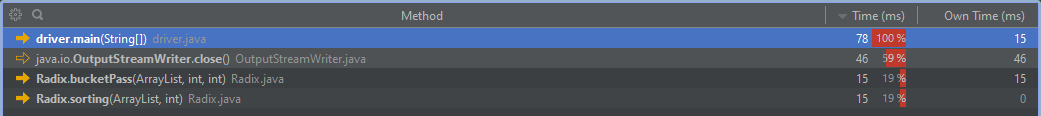 Method Time (ms) Own Time (ms)
driver.main(String[]) driver.java 78 100 % 15
java.io.OutputStreamWriter.close() OutputStreamWriter.java 46 59 % 46
Radix.bucketPass(ArrayList, int, int) Radix.java 15 19 % 15
Radix.sorting(ArrayList, int) Radix.java 15 19 % 0